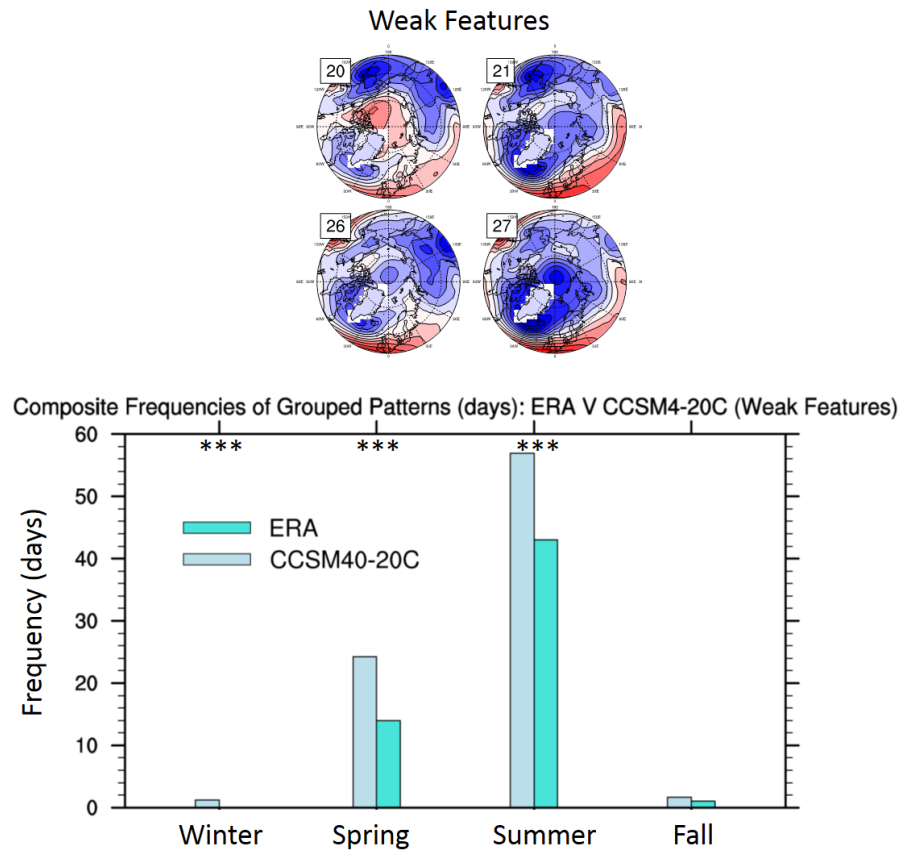 Weak Features
20
21
26
27
Composite Frequencies of Grouped Patterns (days): ERA V CCSM4-20C (Weak Features)
60
50
40
30
20
10
0
Frequency (days)
*** *** ***
ERA
CCSM40-20C
Winter Spring Summer Fall